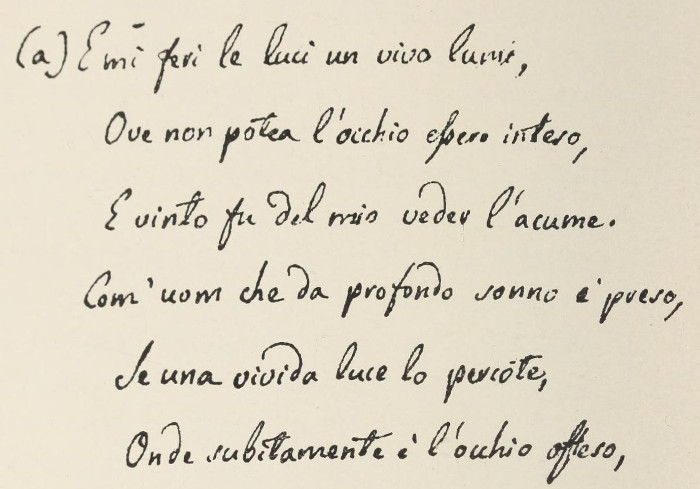 (a) E mi ferì le luci un vivo lume,
Ove non potea l'occhio essere inteso,
E vinto fu del mio veder l'acume.
Com' uom che da profondo sonno è preso,
Se una vivida luce lo percote,
Onde subitamente è l'occhio offeso,